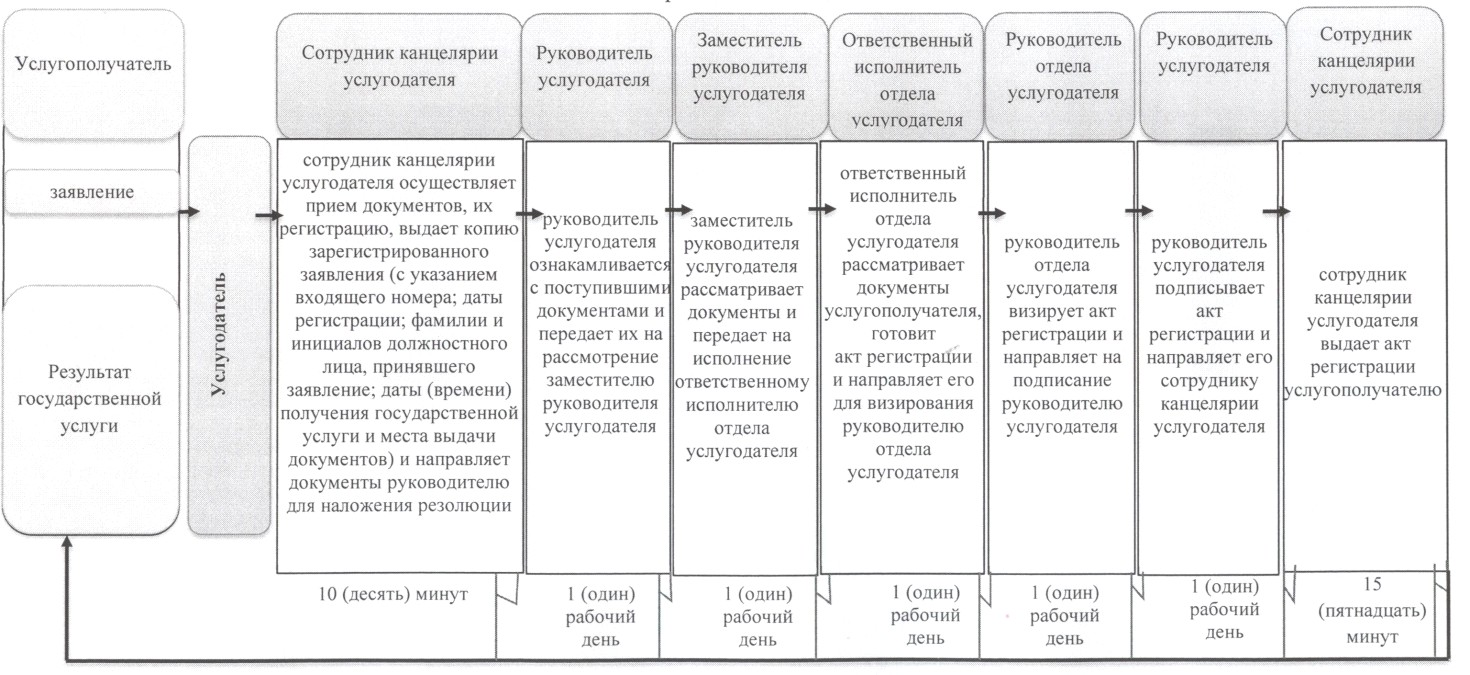 Услугополучатель
заявление
Результат
государственной
услуги
Услугодатель
Сотрудник канцелярии
услугодателя
сотрудник канцелярии
услугодателя осуществляет
прием документов, их
регистрацию, выдает копию
зарегистрированного
заявления (с указанием
входящего номера; даты
регистрации; фамилии и
инициалов должностного
лица, принявшего
заявление; даты (времени)
получения государственной
услуги и места выдачи
документов) и направляет
документы руководителю
для наложения резолюции
10 (десять) минут
Руководитель
услугодателя
руководитель
услугодателя
ознакамливается
с поступившими
документами и
передает их на
рассмотрение
заместителю
руководителя
услугодателя
1 (один)
рабочий
день
Заместитель
руководителя
услугодателя
заместитель
руководителя
услугодателя
рассматривает
документы и
передает на
исполнение
ответственному
исполнителю
отдела
услугодателя
1 (один)
рабочий
день
Ответственный
исполнитель
отдела
услугодателя
ответственный
исполнитель
отдела
услугодателя
рассматривает
документы
услугополучателя,
готовит
акт регистрации
и направляет его
для визирования
руководителю
отдела
услугодателя
1 (один)
рабочий
день
Руководитель
отдела
услугодателя
руководитель
отдела
услугодателя
визирует акт
регистрации и
направляет на
подписание
руководителю
услугодателя
1 (один)
рабочий
день
Руководитель
услугодателя
руководитель
услугодателя
подписывает
акт
регистрации и
направляет его
сотруднику
канцелярии
услугодателя
1 (один)
рабочий
день
Сотрудник
канцелярии
услугодателя
сотрудник
канцелярии
услугодателя
выдает акт
регистрации
услугополучателю
15
(пятнадцать)
минут